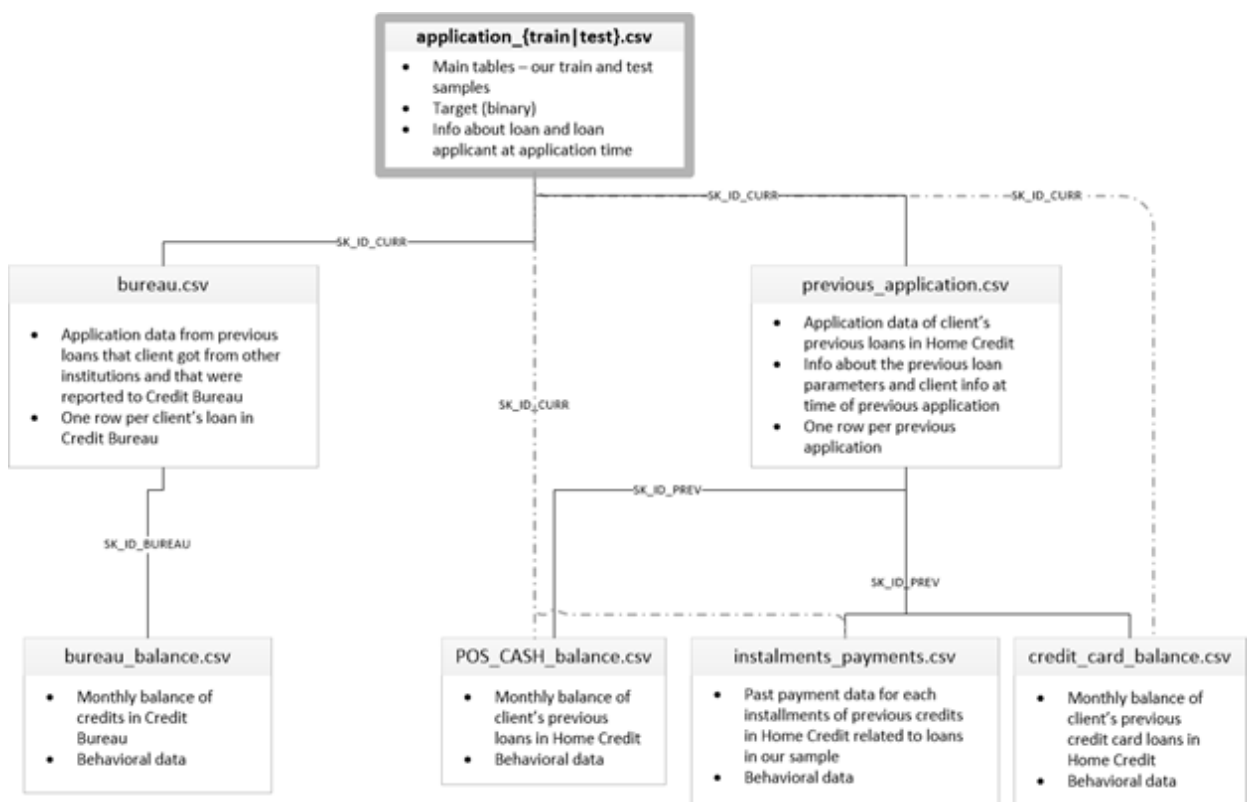 application_{train|test}.csv
• Main tables – our train and test
samples
• Target (binary)
• Info about loan and loan
applicant at application time
SK_ID_CURR
SK_ID_CURR
SK_ID_CURR
bureau.csv
• Application data from previous
loans that client got from other
institutions and that were
reported to Credit Bureau
• One row per client's loan in
Credit Bureau
previous_application.csv
• Application data of client's
previous loans in Home Credit
• Info about the previous loan
parameters and client info at
time of previous application
• One row per previous
application
SK_ID_CURR
SK_ID_PREV
SK_ID_BUREAU
SK_ID_PREV
bureau_balance.csv
• Monthly balance of
credits in Credit
Bureau
• Behavioral data
POS_CASH_balance.csv
• Monthly balance of
client's previous
loans in Home Credit
• Behavioral data
instalments_payments.csv
• Past payment data for each
installments of previous credits
in Home Credit related to loans
in our sample
• Behavioral data
credit_card_balance.csv
• Monthly balance of
client's previous
credit card loans in
Home Credit
• Behavioral data